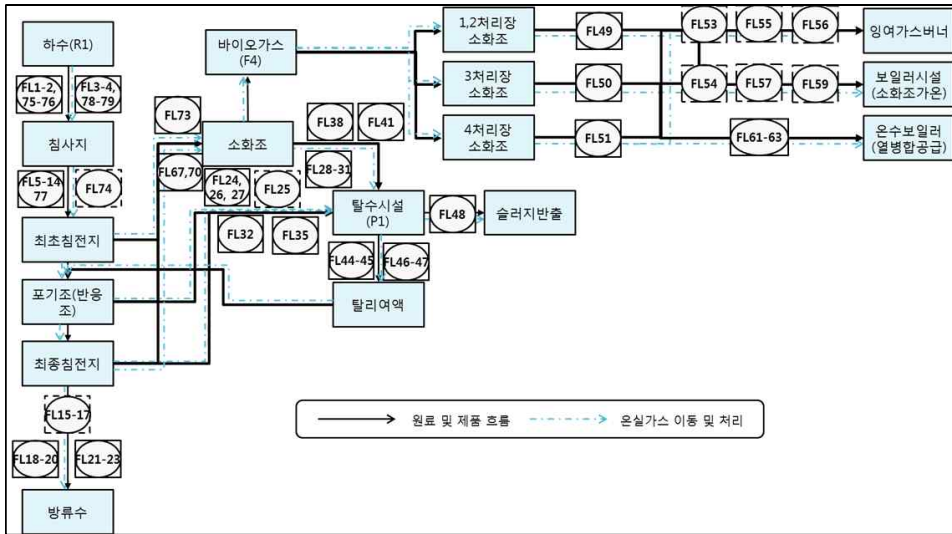 하수(R1)
FL1-2,
75-76
FL3-4,
78-79
침사지
FL5-14
77
FL74
최초침전지
포기조(반응
조)
최종침전지
FL15-17
FL18-20
FL21-23
방류수
바이오가스
(F4)
FL73
소화조
FL67,70
FL24,
26, 27
FL25
FL38
FL41
FL28-31
FL32
FL35
탈수시설
(P1)
FL48
슬러지반출
FL44-45
FL46-47
탈리여액
1,2처리장
소화조
FL49
3처리장
소화조
FL50
4처리장
소화조
FL51
FL53
FL55
FL56
잉여가스버너
FL54
FL57
FL59
보일러시설
(소화조가온)
FL61-63
온수보일러
(열병합공급)
원료 및 제품 흐름
온실가스 이동 및 처리